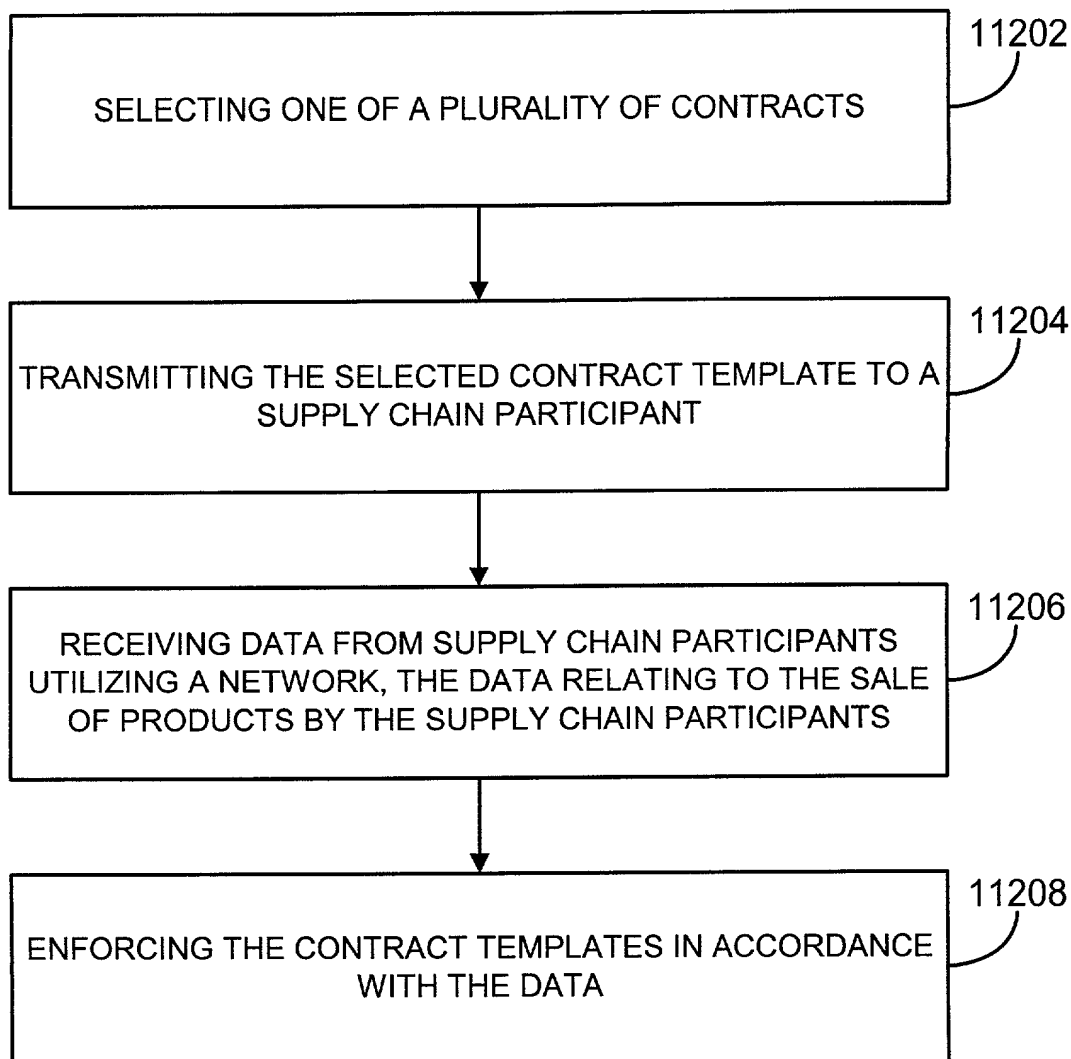 11202
SELECTING ONE OF A PLURALITY OF CONTRACTS
11204
TRANSMITTING THE SELECTED CONTRACT TEMPLATE TO A
SUPPLY CHAIN PARTICIPANT
11206
RECEIVING DATA FROM SUPPLY CHAIN PARTICIPANTS
UTILIZING A NETWORK, THE DATA RELATING TO THE SALE
OF PRODUCTS BY THE SUPPLY CHAIN PARTICIPANTS
11208
ENFORCING THE CONTRACT TEMPLATES IN ACCORDANCE
WITH THE DATA